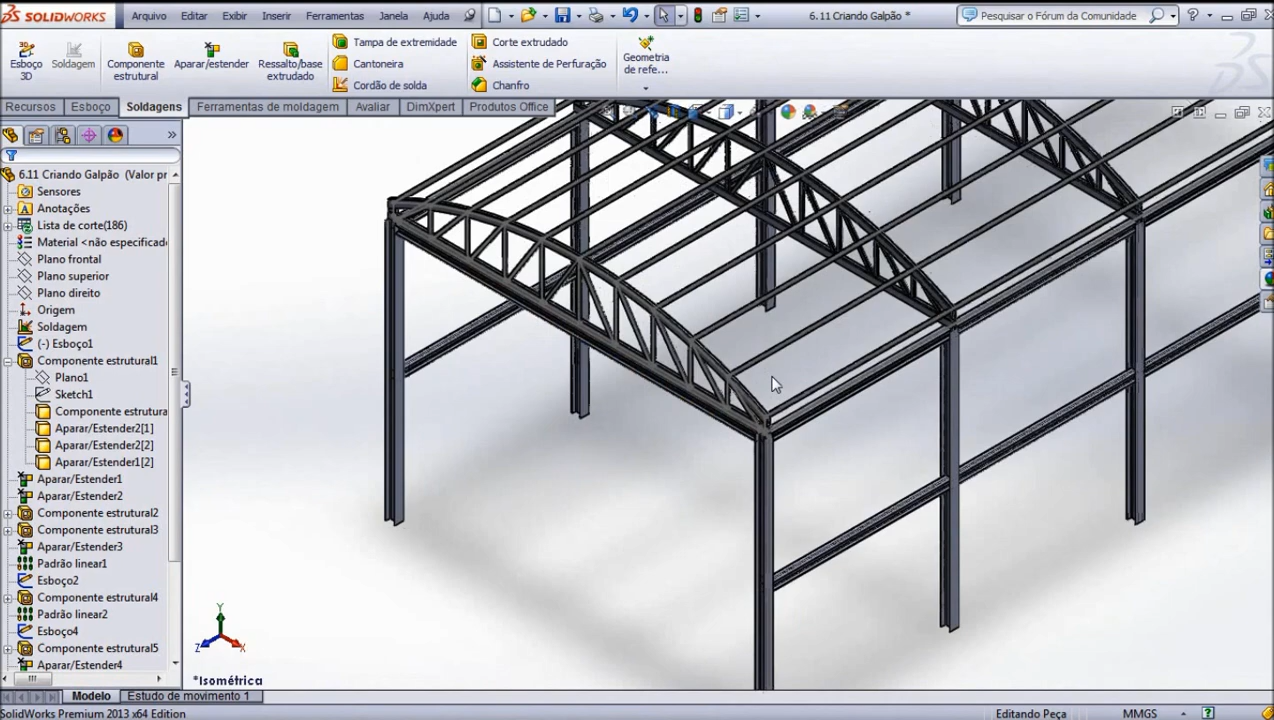 SOLIDWORKS Arquivo Editar Exibir Inserir Ferramentas Janela Ajuda 6.11 Criando Galpão * Pesquisar o Fórum da Comunidade
Esboço 3D
Soldagem
Componente estrutural
Aparar/estender
Ressalto/base extrudado
Tampa de extremidade
Cantoneira
Cordão de solda
Corte extrudado
Assistente de Perfuração
Chanfro
Geometria de refe...
Recursos Esboço Soldagens Ferramentas de moldagem Avaliar DimXpert Produtos Office
6.11 Criando Galpão (Valor pr
Sensores
Anotações
Lista de corte(186)
Material <não especificad
Plano frontal
Plano superior
Plano direito
Origem
Soldagem
(-) Esboço1
Componente estrutural1
Plano1
Sketch1
Componente estrutura
Aparar/Estender2[1]
Aparar/Estender2[2]
Aparar/Estender1[2]
Aparar/Estender1
Aparar/Estender2
Componente estrutural2
Componente estrutural3
Aparar/Estender3
Padrão linear1
Esboço2
Componente estrutural4
Padrão linear2
Esboço4
Componente estrutural5
Aparar/Estender4
Y
Z
X
*Isométrica
Modelo Estudo de movimento 1
SolidWorks Premium 2013 x64 Edition Editando Peça MMGS